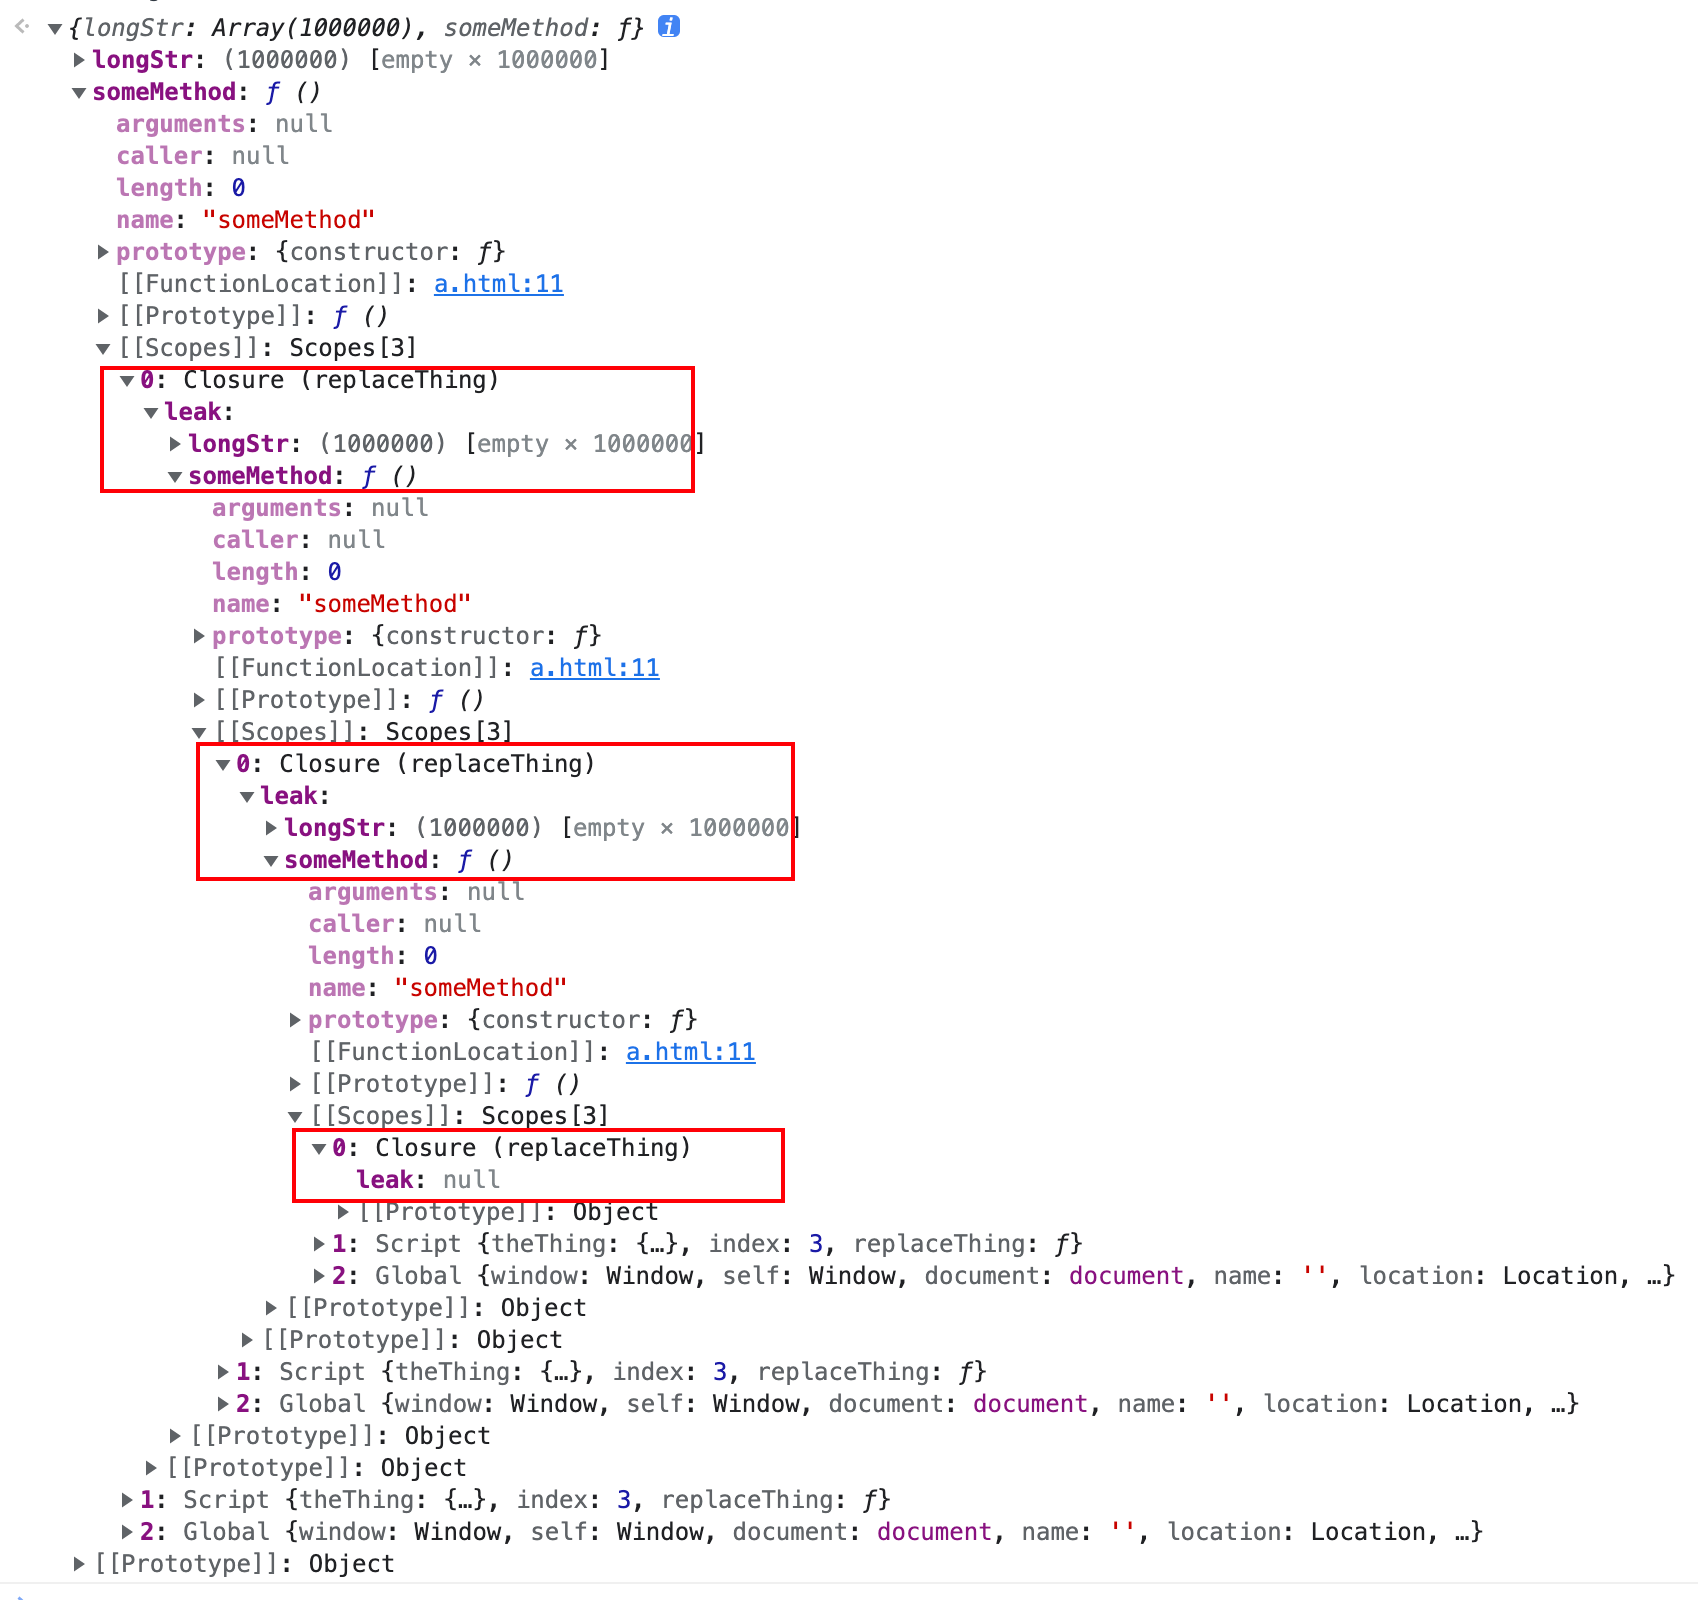 {longStr: Array(1000000), someMethod: ƒ} i
longStr: (1000000) [empty × 1000000]
someMethod: ƒ ()
arguments: null
caller: null
length: 0
name: "someMethod"
prototype: {constructor: ƒ}
[[FunctionLocation]]: a.html:11
[[Prototype]]: ƒ ()
[[Scopes]]: Scopes[3]
0: Closure (replaceThing)
leak:
longStr: (1000000) [empty × 1000000]
someMethod: ƒ ()
arguments: null
caller: null
length: 0
name: "someMethod"
prototype: {constructor: ƒ}
[[FunctionLocation]]: a.html:11
[[Prototype]]: ƒ ()
[[Scopes]]: Scopes[3]
0: Closure (replaceThing)
leak:
longStr: (1000000) [empty × 1000000]
someMethod: ƒ ()
arguments: null
caller: null
length: 0
name: "someMethod"
prototype: {constructor: ƒ}
[[FunctionLocation]]: a.html:11
[[Prototype]]: ƒ ()
[[Scopes]]: Scopes[3]
0: Closure (replaceThing)
leak: null
[[Prototype]]: Object
1: Script {theThing: {…}, index: 3, replaceThing: ƒ}
2: Global {window: Window, self: Window, document: document, name: '', location: Location, …}
[[Prototype]]: Object
[[Prototype]]: Object
1: Script {theThing: {…}, index: 3, replaceThing: ƒ}
2: Global {window: Window, self: Window, document: document, name: '', location: Location, …}
[[Prototype]]: Object
[[Prototype]]: Object
1: Script {theThing: {…}, index: 3, replaceThing: ƒ}
2: Global {window: Window, self: Window, document: document, name: '', location: Location, …}
[[Prototype]]: Object